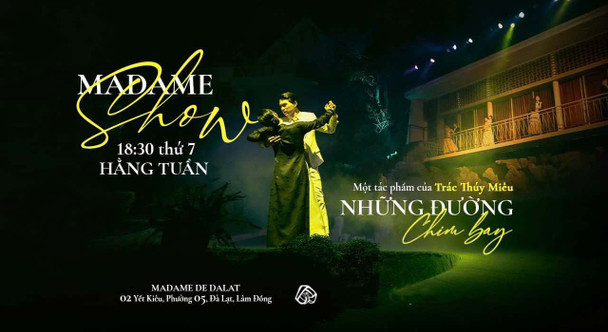 MADAME
Show
18:30 thứ 7
HẰNG TUẦN
Một tác phẩm của Trác Thúy Miêu
NHỮNG ĐƯỜNG
Chim bay
MADAME DE DALAT
02 Yết Kiêu, Phường 05, Đà Lạt, Lâm Đồng